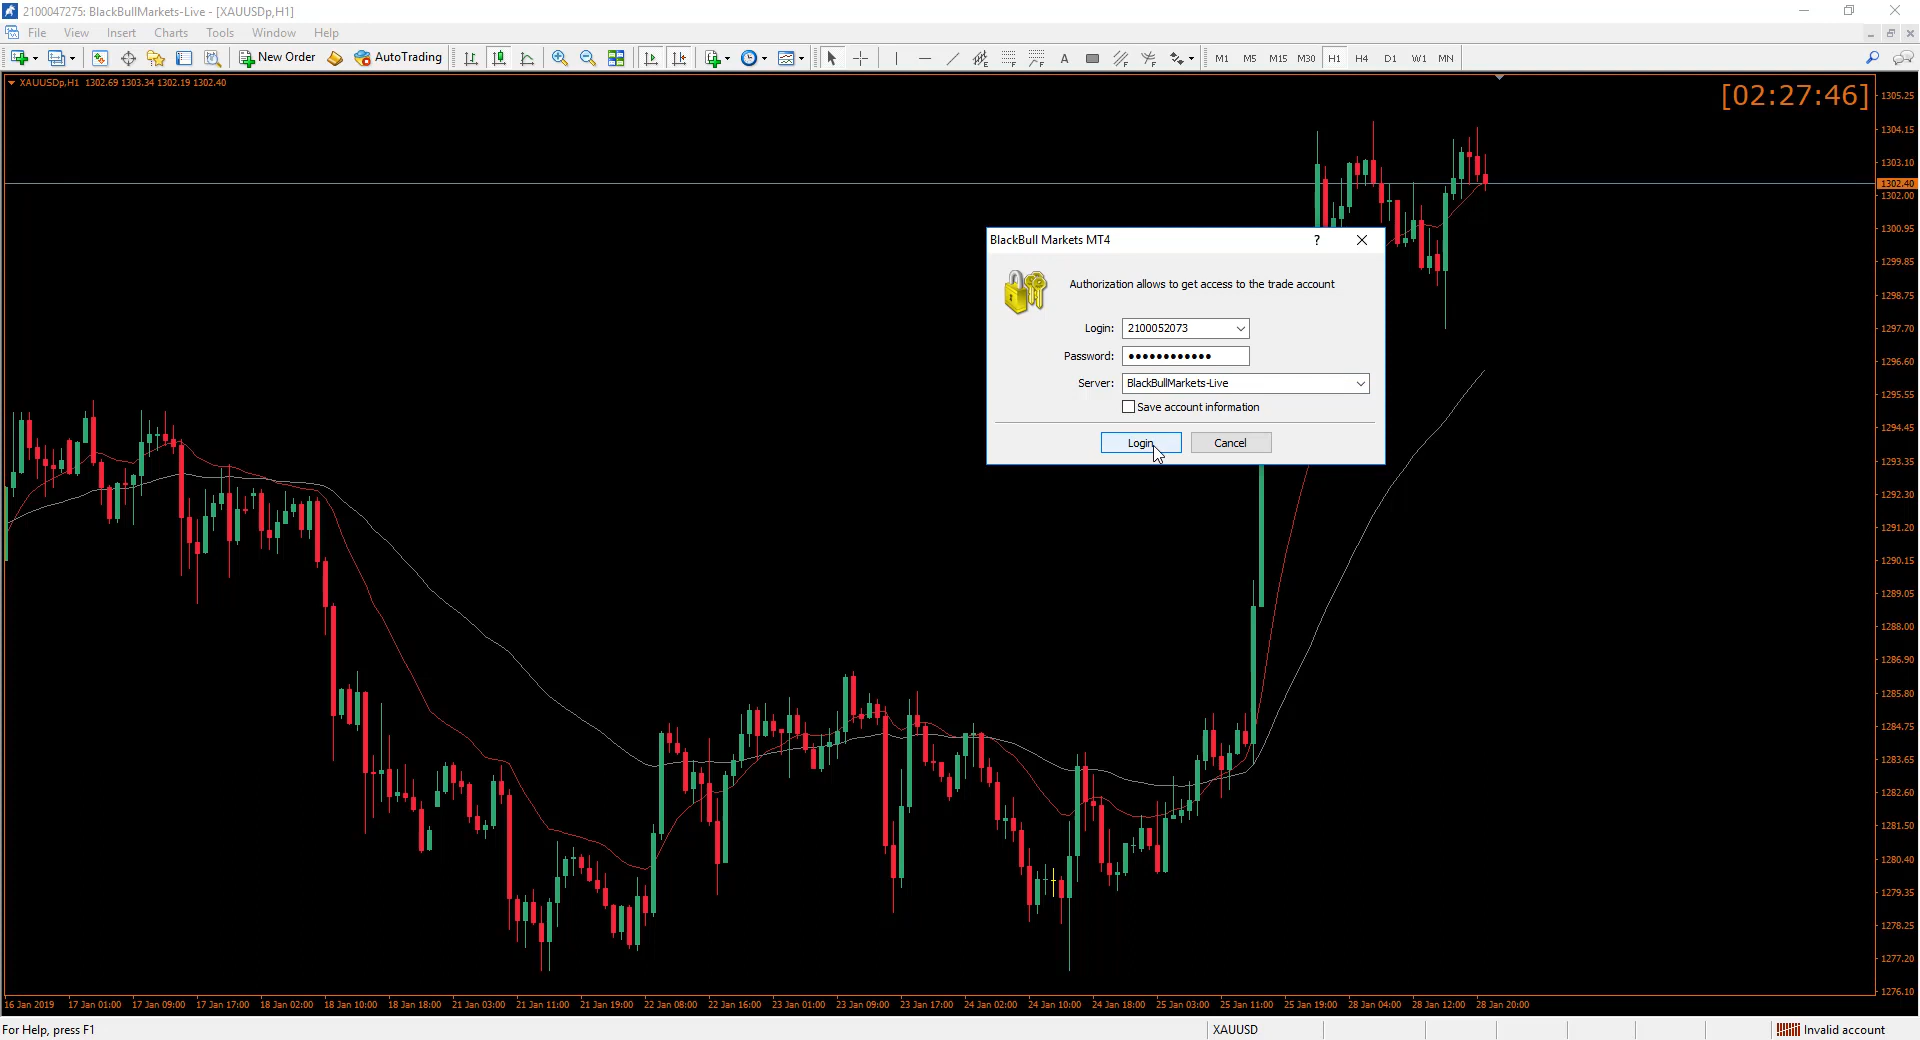 2100047275: BlackBullMarkets-Live - [XAUUSDp,H1]
File View Insert Charts Tools Window Help
New Order AutoTrading A M1 M5 M15 M30 H1 H4 D1 W1 MN
XAUUSDp,H1 1302.69 1303.34 1302.19 1302.40
[02:27:46]
1305.25
1304.15
1303.10
1302.40
1302.00
1300.95
1299.85
1298.75
1297.70
1296.60
1295.55
1294.45
1293.35
1292.30
1291.20
1290.15
1289.05
1288.00
1286.90
1285.80
1284.75
1283.65
1282.60
1281.50
1280.40
1279.35
1278.25
1277.20
1276.10
BlackBull Markets MT4 ?
Authorization allows to get access to the trade account
Login: 2100052073
Password: ●●●●●●●●●●●●
Server: BlackBullMarkets-Live
Save account information
Login Cancel
16 Jan 2019 17 Jan 01:00 17 Jan 09:00 17 Jan 17:00 18 Jan 02:00 18 Jan 10:00 18 Jan 18:00 21 Jan 03:00 21 Jan 11:00 21 Jan 19:00 22 Jan 08:00 22 Jan 16:00 23 Jan 01:00 23 Jan 09:00 23 Jan 17:00 24 Jan 02:00 24 Jan 10:00 24 Jan 18:00 25 Jan 03:00 25 Jan 11:00 25 Jan 19:00 28 Jan 04:00 28 Jan 12:00 28 Jan 20:00
For Help, press F1 XAUUSD Invalid account